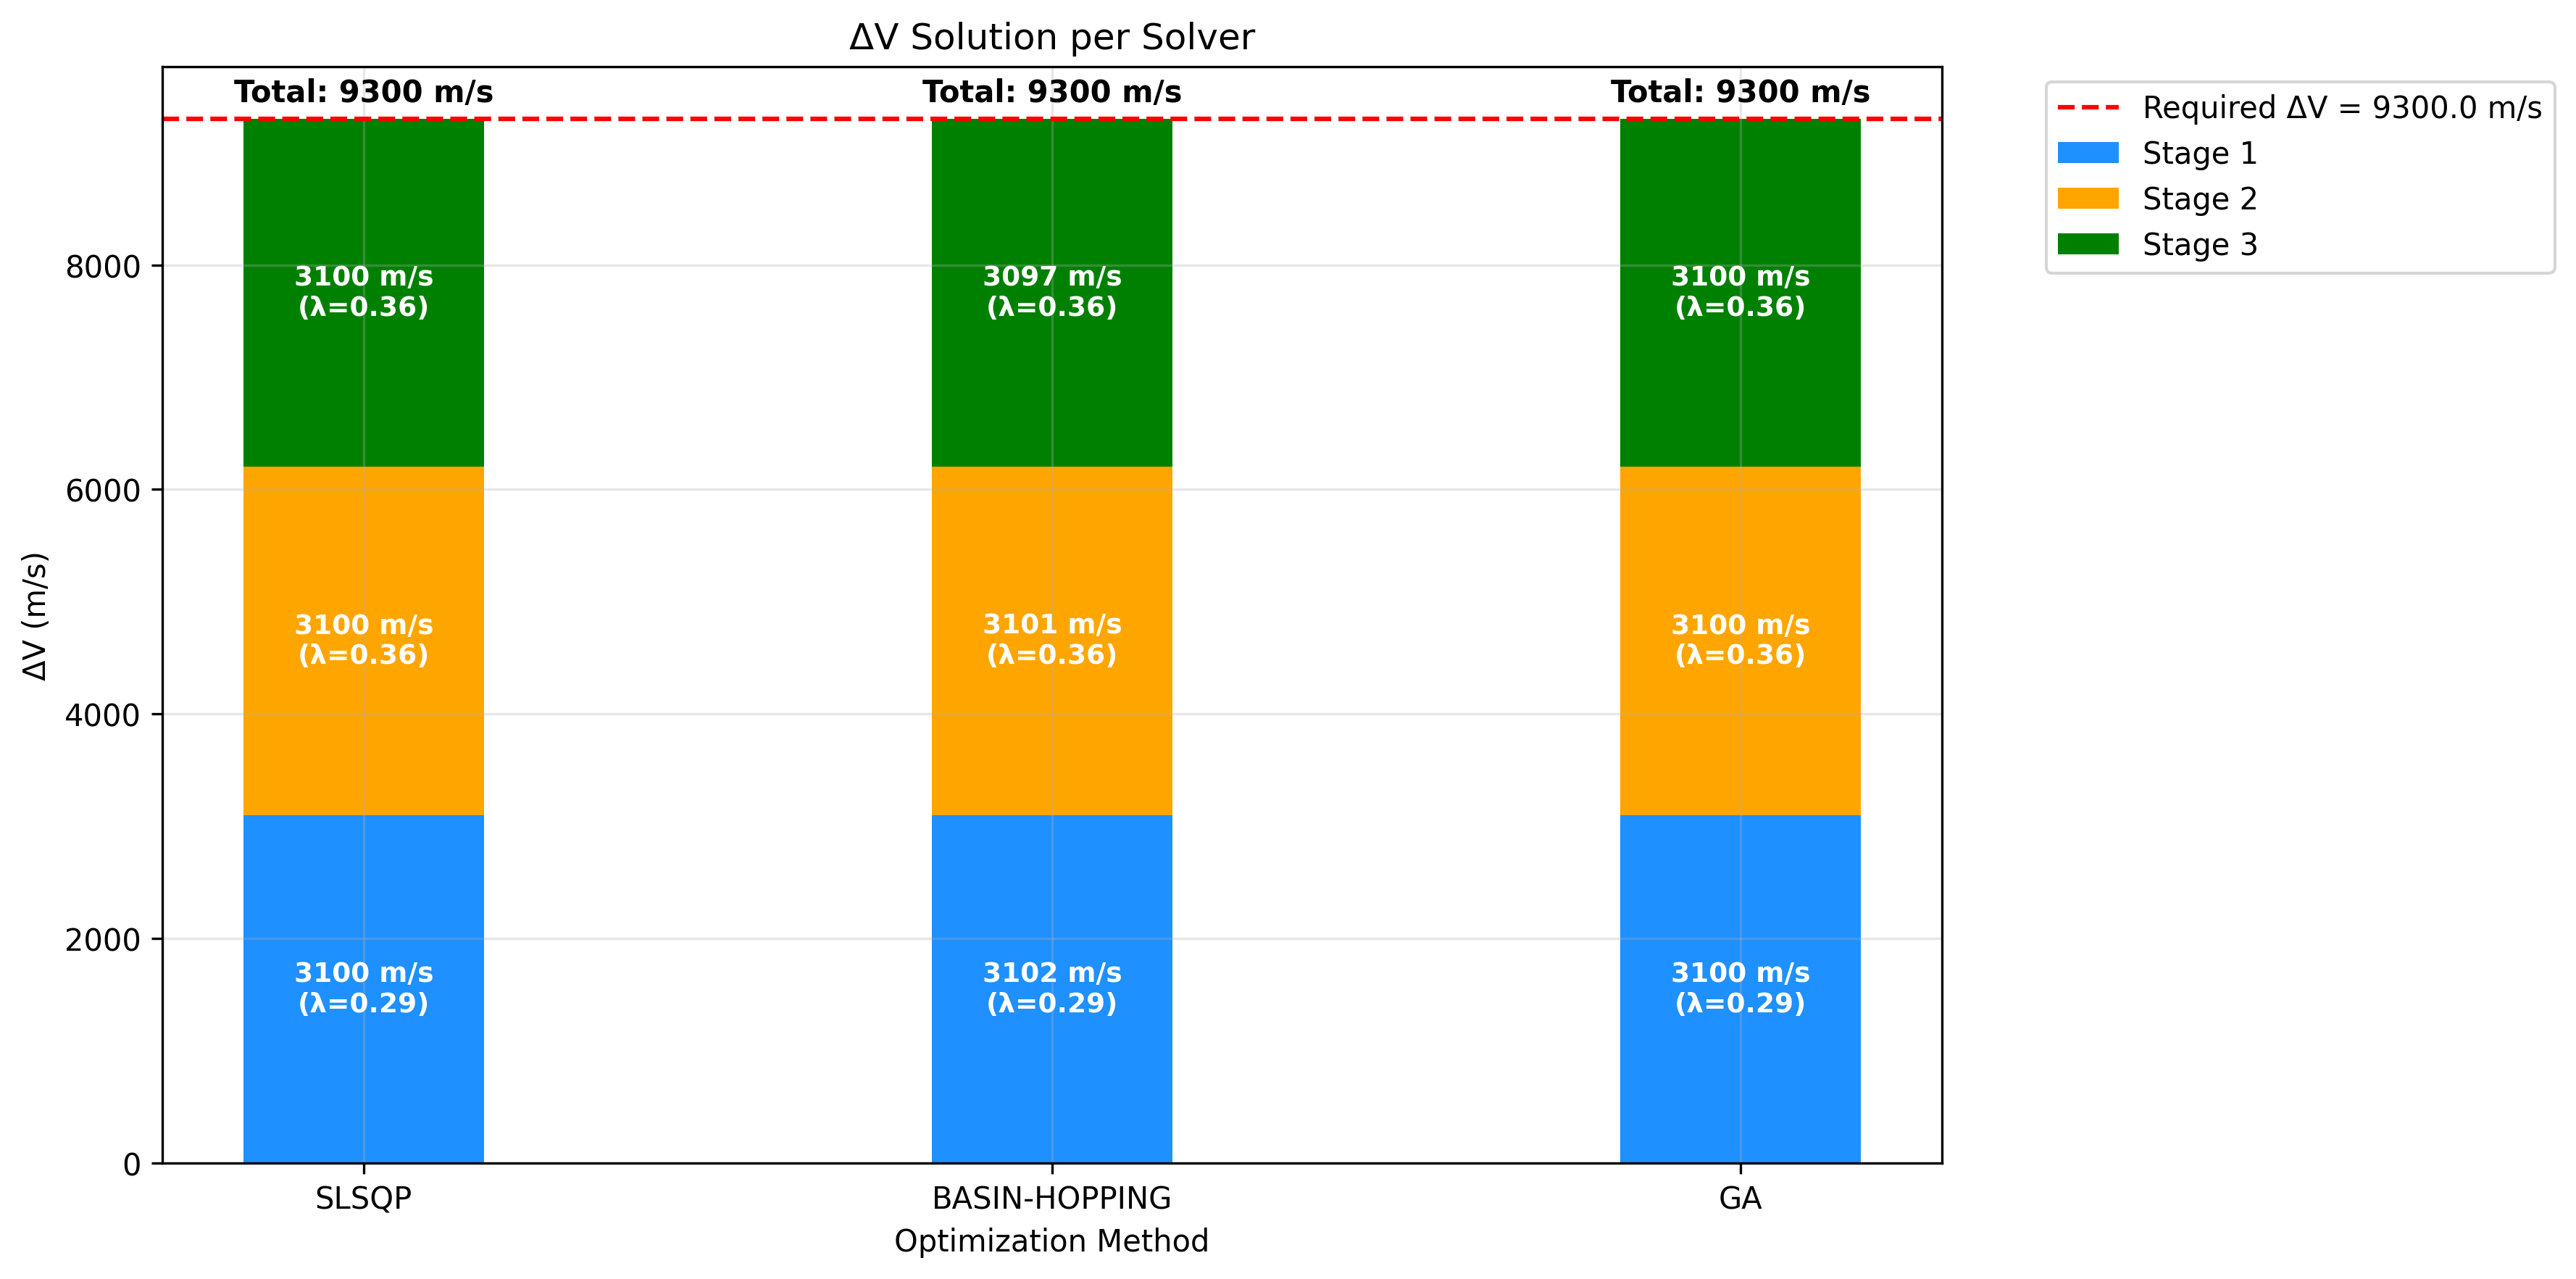 ΔV Solution per Solver
Total: 9300 m/s
Total: 9300 m/s
Total: 9300 m/s
Required ΔV = 9300.0 m/s
Stage 1
Stage 2
Stage 3
ΔV (m/s)
8000
6000
4000
2000
0
3100 m/s
(λ=0.36)
3100 m/s
(λ=0.36)
3100 m/s
(λ=0.29)
3097 m/s
(λ=0.36)
3101 m/s
(λ=0.36)
3102 m/s
(λ=0.29)
3100 m/s
(λ=0.36)
3100 m/s
(λ=0.36)
3100 m/s
(λ=0.29)
SLSQP
BASIN-HOPPING
GA
Optimization Method